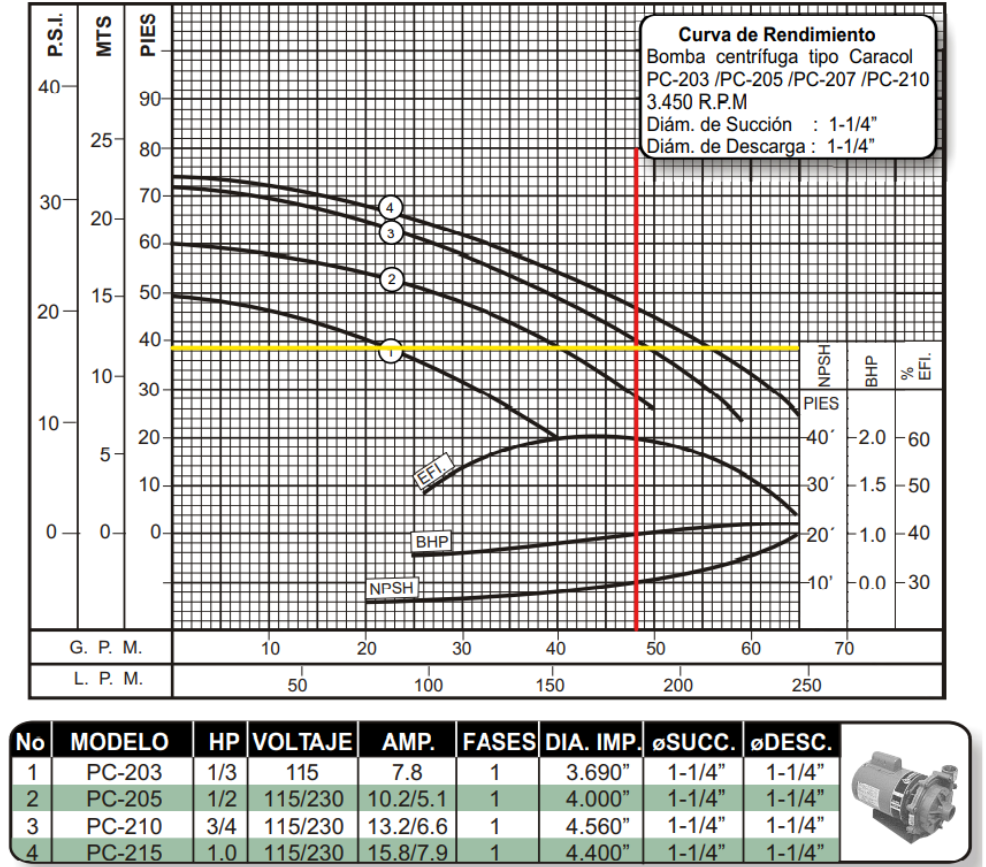 P.S.I.
MTS
PIES
Curva de Rendimiento
Bomba centrífuga tipo Caracol
PC-203 /PC-205 /PC-207 /PC-210
3.450 R.P.M
Diám. de Succión : 1-1/4”
Diám. de Descarga : 1-1/4”
40
90
25
80
30
70
20
60
4
3
15
50
2
20
40
1
10
30
NPSH
BHP
%
EFI.
PIES
10
20
5
EFI.
40´ 2.0 60
10
30´ 1.5 50
0 0 0
BHP
20´ 1.0 40
NPSH
10' 0.0 30
G. P. M. 10 20 30 40 50 60 70
L. P. M. 50 100 150 200 250
No MODELO HP VOLTAJE AMP. FASES DIA. IMP. øSUCC. øDESC.
1 PC-203 1/3 115 7.8 1 3.690” 1-1/4” 1-1/4”
2 PC-205 1/2 115/230 10.2/5.1 1 4.000” 1-1/4” 1-1/4”
3 PC-210 3/4 115/230 13.2/6.6 1 4.560” 1-1/4” 1-1/4”
4 PC-215 1.0 115/230 15.8/7.9 1 4.400” 1-1/4” 1-1/4”